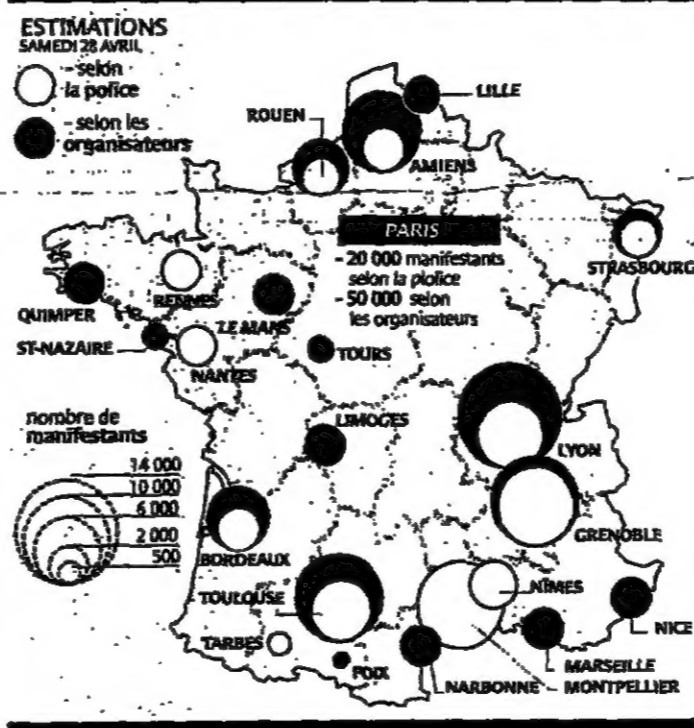 ESTIMATIONS
SAMEDI 28 AVRIL
- selon
la police
- selon les
organisateurs
LILLE
ROUEN
AMIENS
PARIS
- 20 000 manifestants
selon la plolice
- 50 000 selon
les organisateurs
STRASBOURG
QUIMPER
RENNES
LE MANS
ST-NAZAIRE
NANTES
TOURS
nombre de
manifestants
14 000
10 000
6 000
2 000
500
LIMOGES
LYON
GRENOBLE
BORDEAUX
TOULOUSE
NÎMES
TARBES
FOIX
NICE
MARSEILLE
NARBONNE
MONTPELLIER